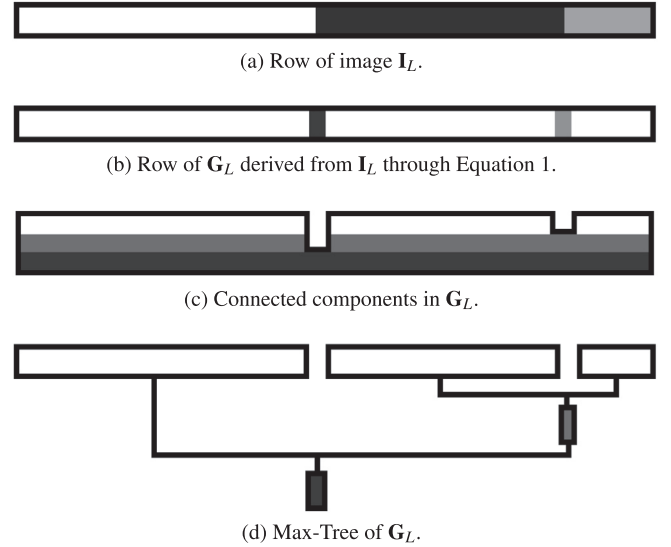 (a) Row of image I_L.
(b) Row of G_L derived from I_L through Equation 1.
(c) Connected components in G_L.
(d) Max-Tree of G_L.